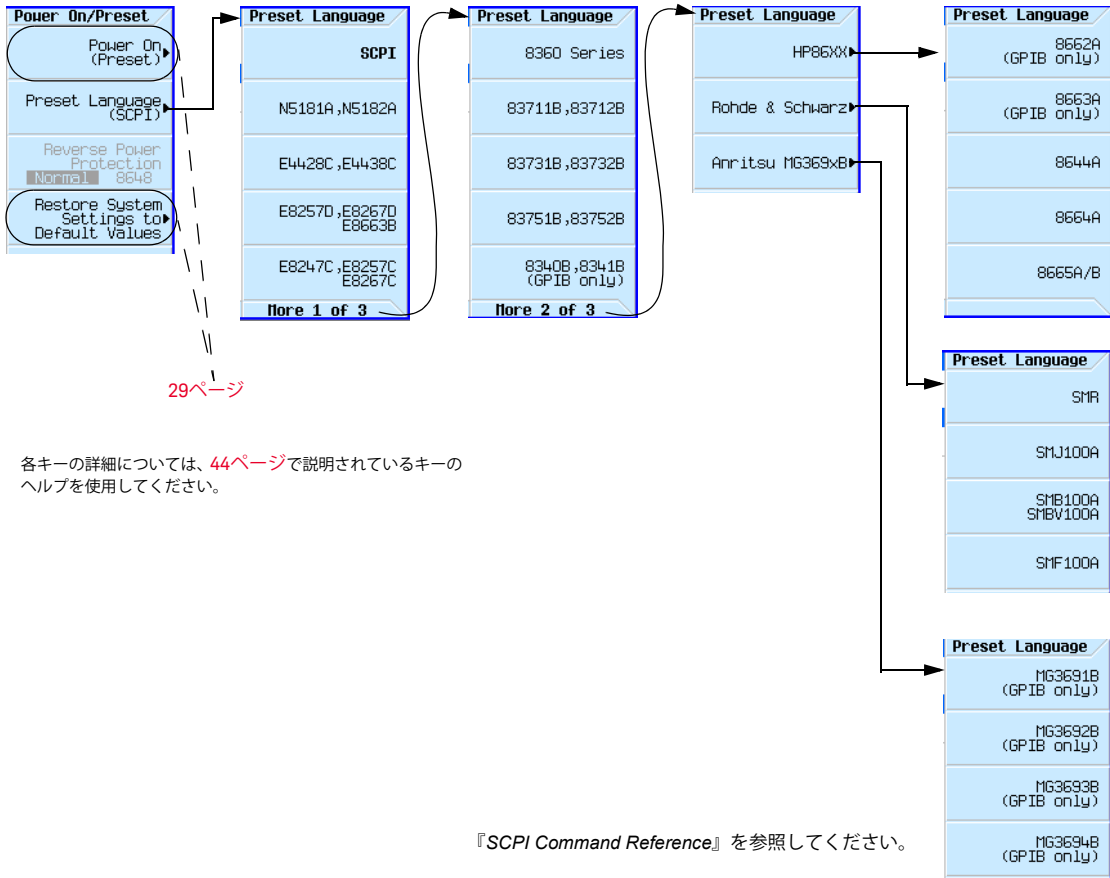 Power On/Preset
Power On
(Preset)
Preset Language
(SCPI)
Reverse Power
Protection
Normal 8648
Restore System
Settings to
Default Values
Preset Language
SCPI
N5181A,N5182A
E4428C,E4438C
E8257D,E8267D
E8663B
E8247C,E8257C
E8267C
More 1 of 3
Preset Language
8360 Series
83711B,83712B
83731B,83732B
83751B,83752B
8340B,8341B
(GPIB only)
More 2 of 3
Preset Language
HP86XX
Rohde & Schwarz
Anritsu MG369xB
Preset Language
8662A
(GPIB only)
8663A
(GPIB only)
8644A
8664A
8665A/B
Preset Language
SMR
SMJ100A
SMB100A
SMBV100A
SMF100A
Preset Language
MG3691B
(GPIB only)
MG3692B
(GPIB only)
MG3693B
(GPIB only)
MG3694B
(GPIB only)
29ページ
各キーの詳細については、44ページで説明されているキーの
ヘルプを使用してください。
『SCPI Command Reference』を参照してください。